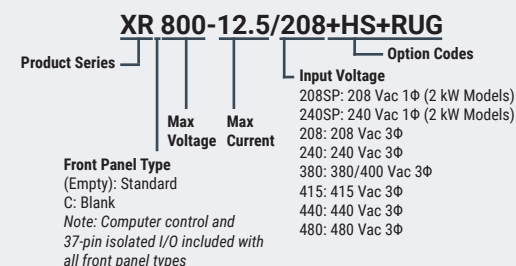 XR 800-12.5/208+HS+RUG
Product Series
Option Codes
Max
Voltage
Max
Current
Front Panel Type
(Empty): Standard
C: Blank
Note: Computer control and
37-pin isolated I/O included with
all front panel types
Input Voltage
208SP: 208 Vac 1Φ (2 kW Models)
240SP: 240 Vac 1Φ (2 kW Models)
208: 208 Vac 3Φ
240: 240 Vac 3Φ
380: 380/400 Vac 3Φ
415: 415 Vac 3Φ
440: 440 Vac 3Φ
480: 480 Vac 3Φ